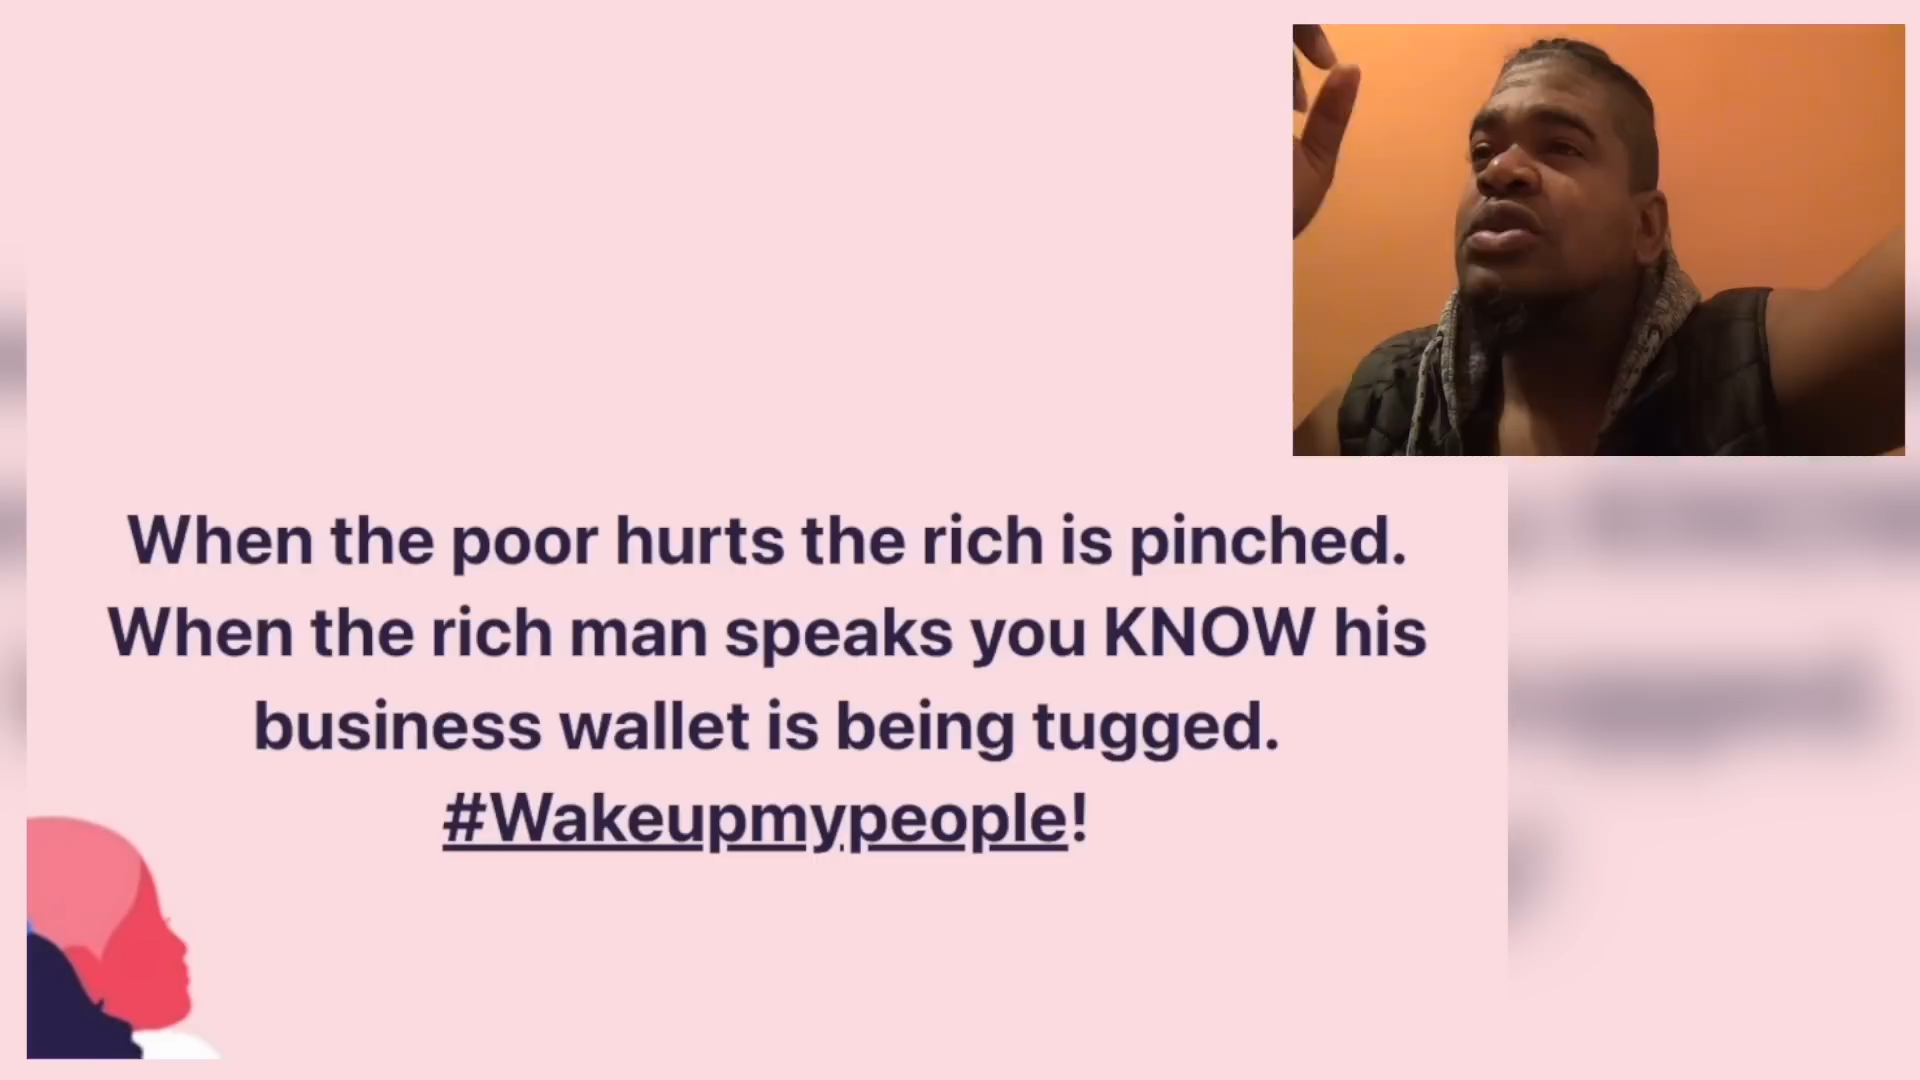 When the poor hurts the rich is pinched.
When the rich man speaks you KNOW his
business wallet is being tugged.
#Wakeupmypeople!